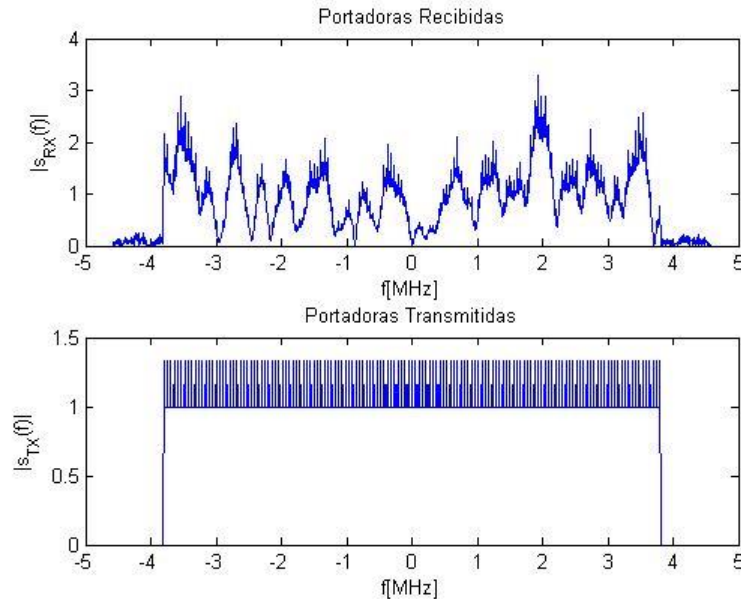 Portadoras Recibidas
4
3
2
1
0
|s_RX(f)|
-5 -4 -3 -2 -1 0 1 2 3 4 5
f[MHz]
Portadoras Transmitidas
1.5
1
0.5
0
|s_TX(f)|
-5 -4 -3 -2 -1 0 1 2 3 4 5
f[MHz]